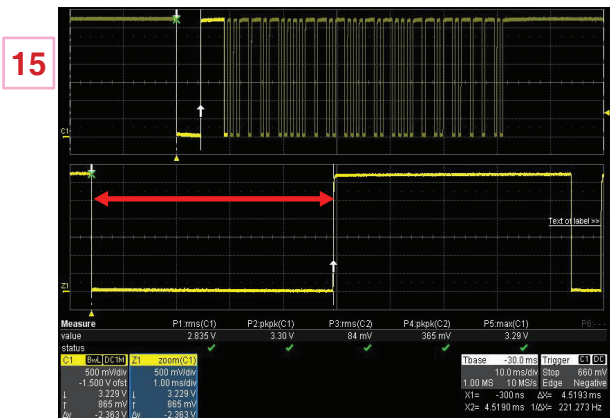 15
C1
Text of label >>
Z1
Measure P1:rms(C1) P2:pkpk(C1) P3:rms(C2) P4:pkpk(C2) P5:max(C1) P6:---
value 2.835 V 3.30 V 84 mV 365 mV 3.29 V
status ✔ ✔ ✔ ✔ ✔
C1 BwL DC1M Z1 zoom(C1) Tbase -30.0 ms Trigger C1 DC
500 mV/div 500 mV/div 10.0 ms/div Stop 660 mV
-1.500 V ofst 1.00 ms/div 1.00 MS 10 MS/s Edge Negative
↓ 3.229 V ↓ 3.229 V X1= -300 ns ΔX= 4.5193 ms
↑ 865 mV ↑ 865 mV X2= 4.5190 ms 1/ΔX= 221.273 Hz
Δy -2.363 V Δy -2.363 V